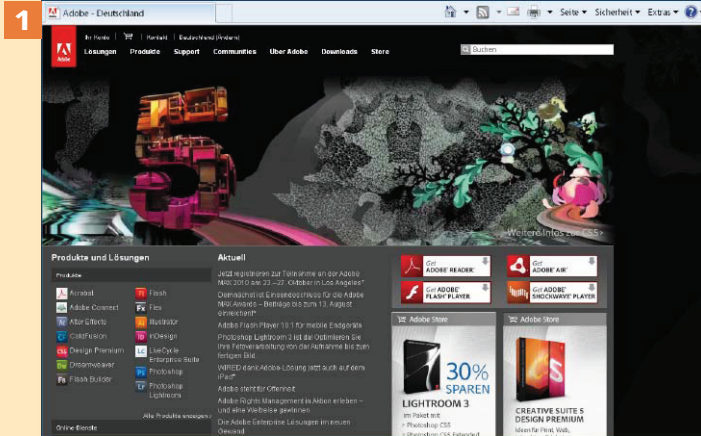 1
Adobe - Deutschland
Seite Sicherheit Extras
Ihr Konto | Kontakt | Deutschland (Ändern)
Adobe
Lösungen Produkte Support Communities Über Adobe Downloads Store
Suchen
Weitere Infos zur CS5>
Produkte und Lösungen
Produkte
Acrobat
Adobe Connect
After Effects
ColdFusion
Design Premium
Dreamweaver
Flash Builder
Flash
Flex
Illustrator
InDesign
LiveCycle
Enterprise Suite
Photoshop
Photoshop
Lightroom
Alle Produkte anzeigen
Online-Dienste
Aktuell
Jetzt registrieren zur Teilnahme an der Adobe
MAX 2010 am 23.–27. Oktober in Los Angeles*
Demnächst ist Einsendeschluss für die Adobe
MAX Awards – Beiträge bis zum 13. August
einreichen!*
Adobe Flash Player 10.1 für mobile Endgeräte
Photoshop Lightroom 3 ist da! Optimieren Sie
Ihre Fotoverarbeitung von der Aufnahme bis zum
fertigen Bild.
WIRED dank Adobe-Lösung jetzt auch auf dem
iPad*
Adobe steht für Offenheit
Adobe Rights Management in Aktion erleben –
und eine Weltreise gewinnen
Die Adobe Enterprise Lösungen im neuen
Gewand
Get
ADOBE® READER®
Get
ADOBE® AIR®
Get ADOBE®
FLASH® PLAYER
Get ADOBE®
SHOCKWAVE® PLAYER
Adobe Store
30%
SPAREN
LIGHTROOM 3
im Paket mit
> Photoshop CS5
> Photoshop CS5 Extended
Adobe Store
CREATIVE SUITE 5
DESIGN PREMIUM
Ideen für Print, Web,